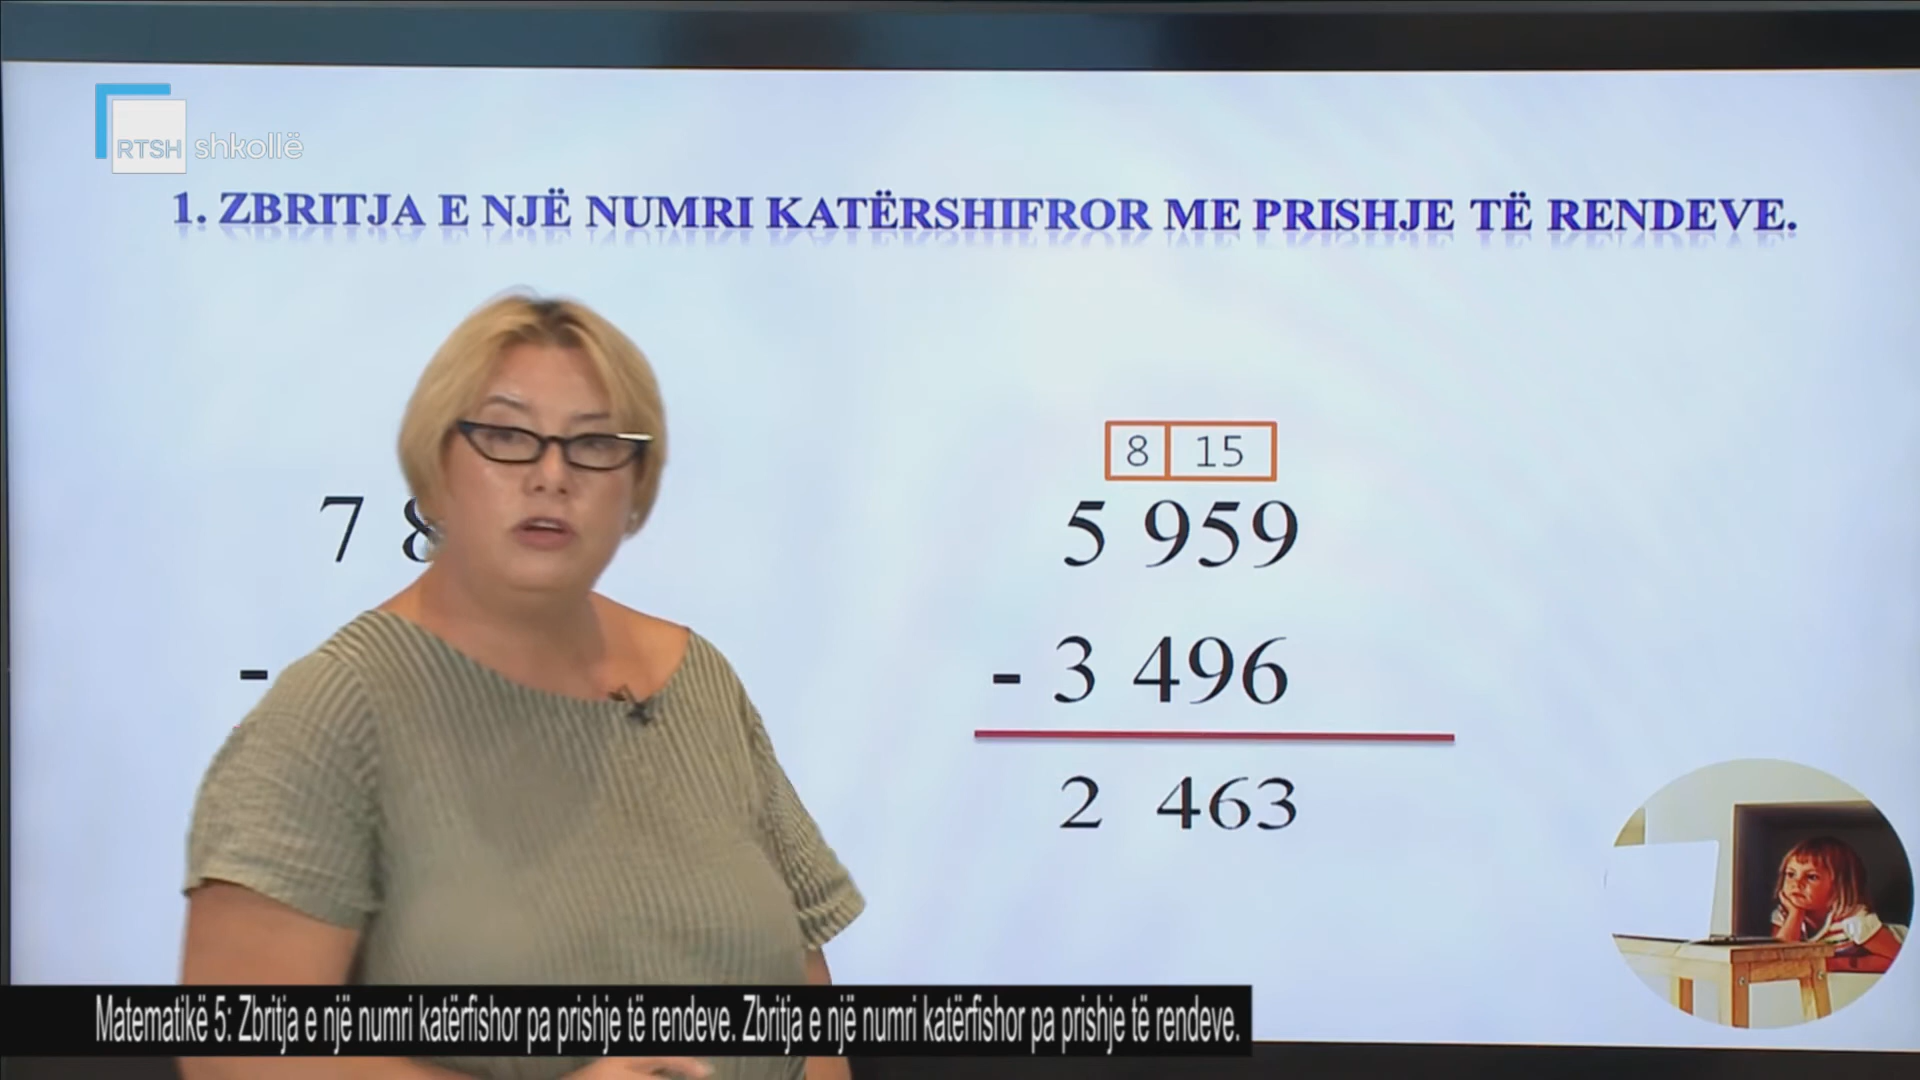 RTSH shkollë
1. ZBRITJA E NJË NUMRI KATËRSHIFROR ME PRISHJE TË RENDEVE.
8 15
7 8
5 959
-
- 3 496
2 463
Matematikë 5: Zbritja e një numri katërfishor pa prishje të rendeve. Zbritja e një numri katërfishor pa prishje të rendeve.